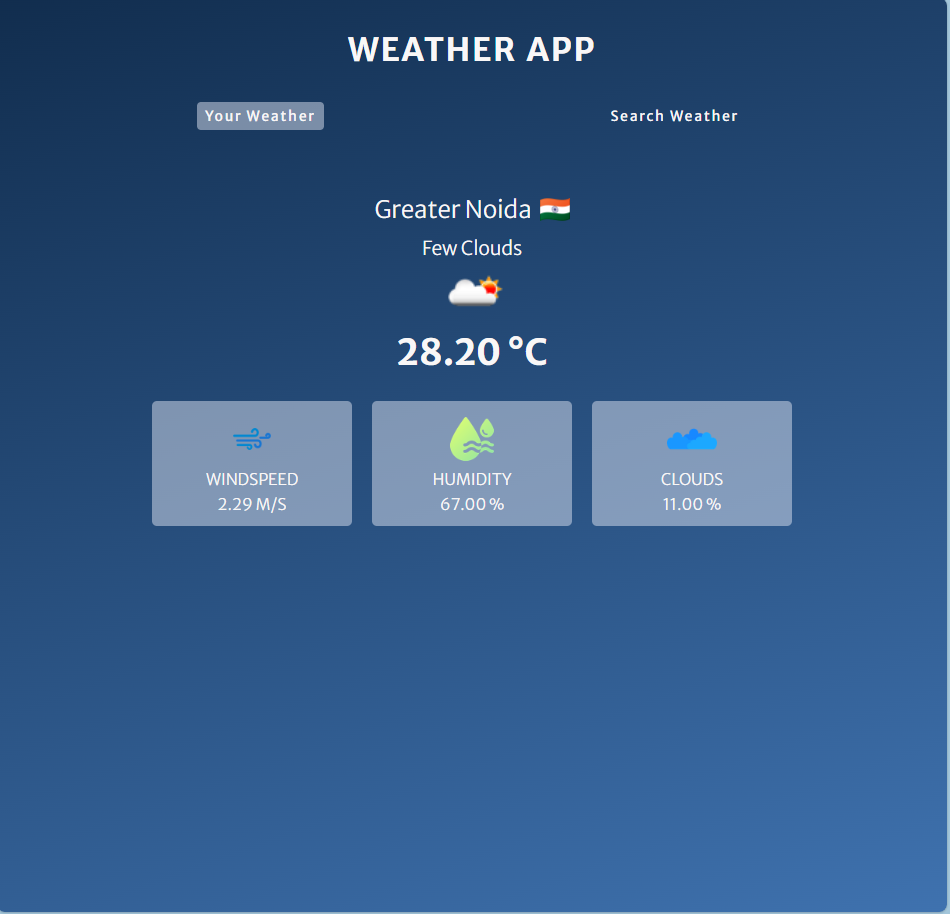 WEATHER APP
Your Weather
Search Weather
Greater Noida
Few Clouds
28.20 °C
WINDSPEED
2.29 M/S
HUMIDITY
67.00 %
CLOUDS
11.00 %